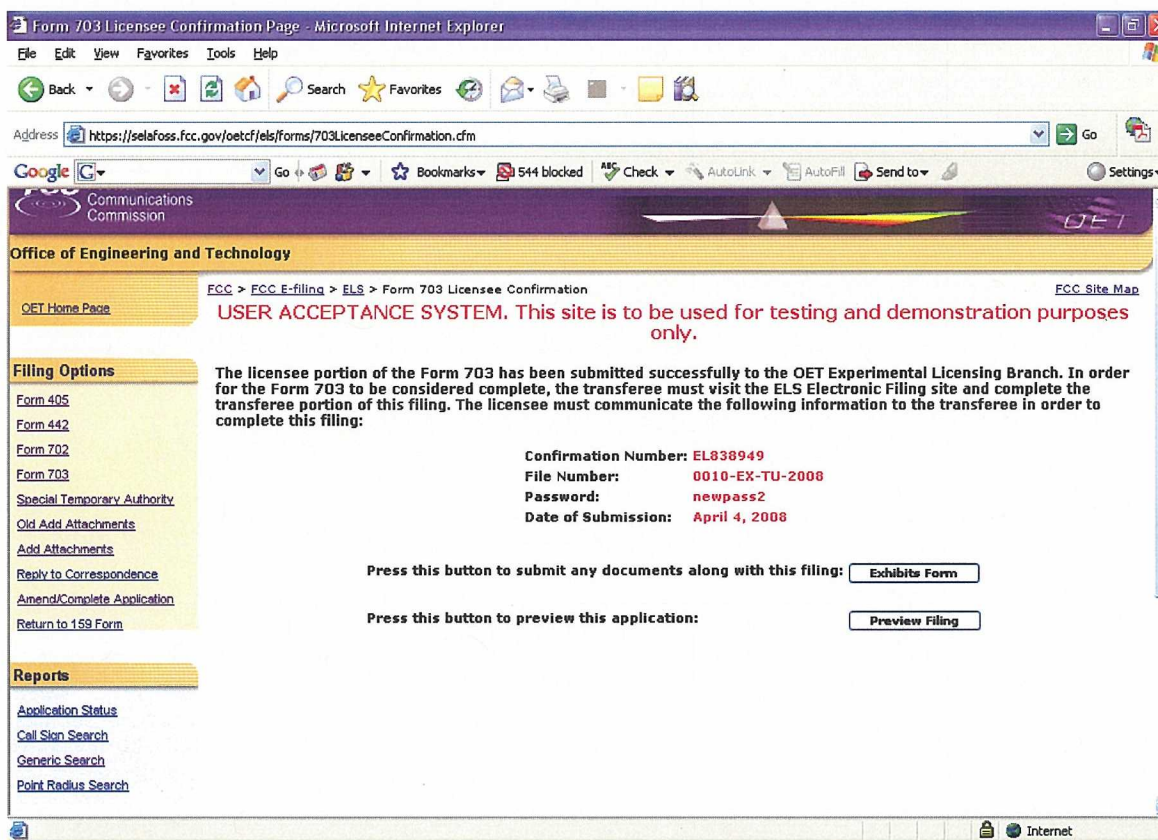 Form 703 Licensee Confirmation Page - Microsoft Internet Explorer
File Edit View Favorites Tools Help
Back Search Favorites
Address https://selafoss.fcc.gov/oetcf/els/forms/703LicenseeConfirmation.cfm Go
Google G Go Bookmarks 544 blocked ABC Check AutoLink AutoFill Send to Settings
Communications
Commission
OET
Office of Engineering and Technology
FCC > FCC E-filing > ELS > Form 703 Licensee Confirmation FCC Site Map
OET Home Page
USER ACCEPTANCE SYSTEM. This site is to be used for testing and demonstration purposes
only.
Filing Options
Form 405
Form 442
Form 702
Form 703
Special Temporary Authority
Old Add Attachments
Add Attachments
Reply to Correspondence
Amend/Complete Application
Return to 159 Form
Reports
Application Status
Call Sign Search
Generic Search
Point Radius Search
The licensee portion of the Form 703 has been submitted successfully to the OET Experimental Licensing Branch. In order
for the Form 703 to be considered complete, the transferee must visit the ELS Electronic Filing site and complete the
transferee portion of this filing. The licensee must communicate the following information to the transferee in order to
complete this filing:
Confirmation Number: EL838949
File Number: 0010-EX-TU-2008
Password: newpass2
Date of Submission: April 4, 2008
Press this button to submit any documents along with this filing: Exhibits Form
Press this button to preview this application: Preview Filing
Internet